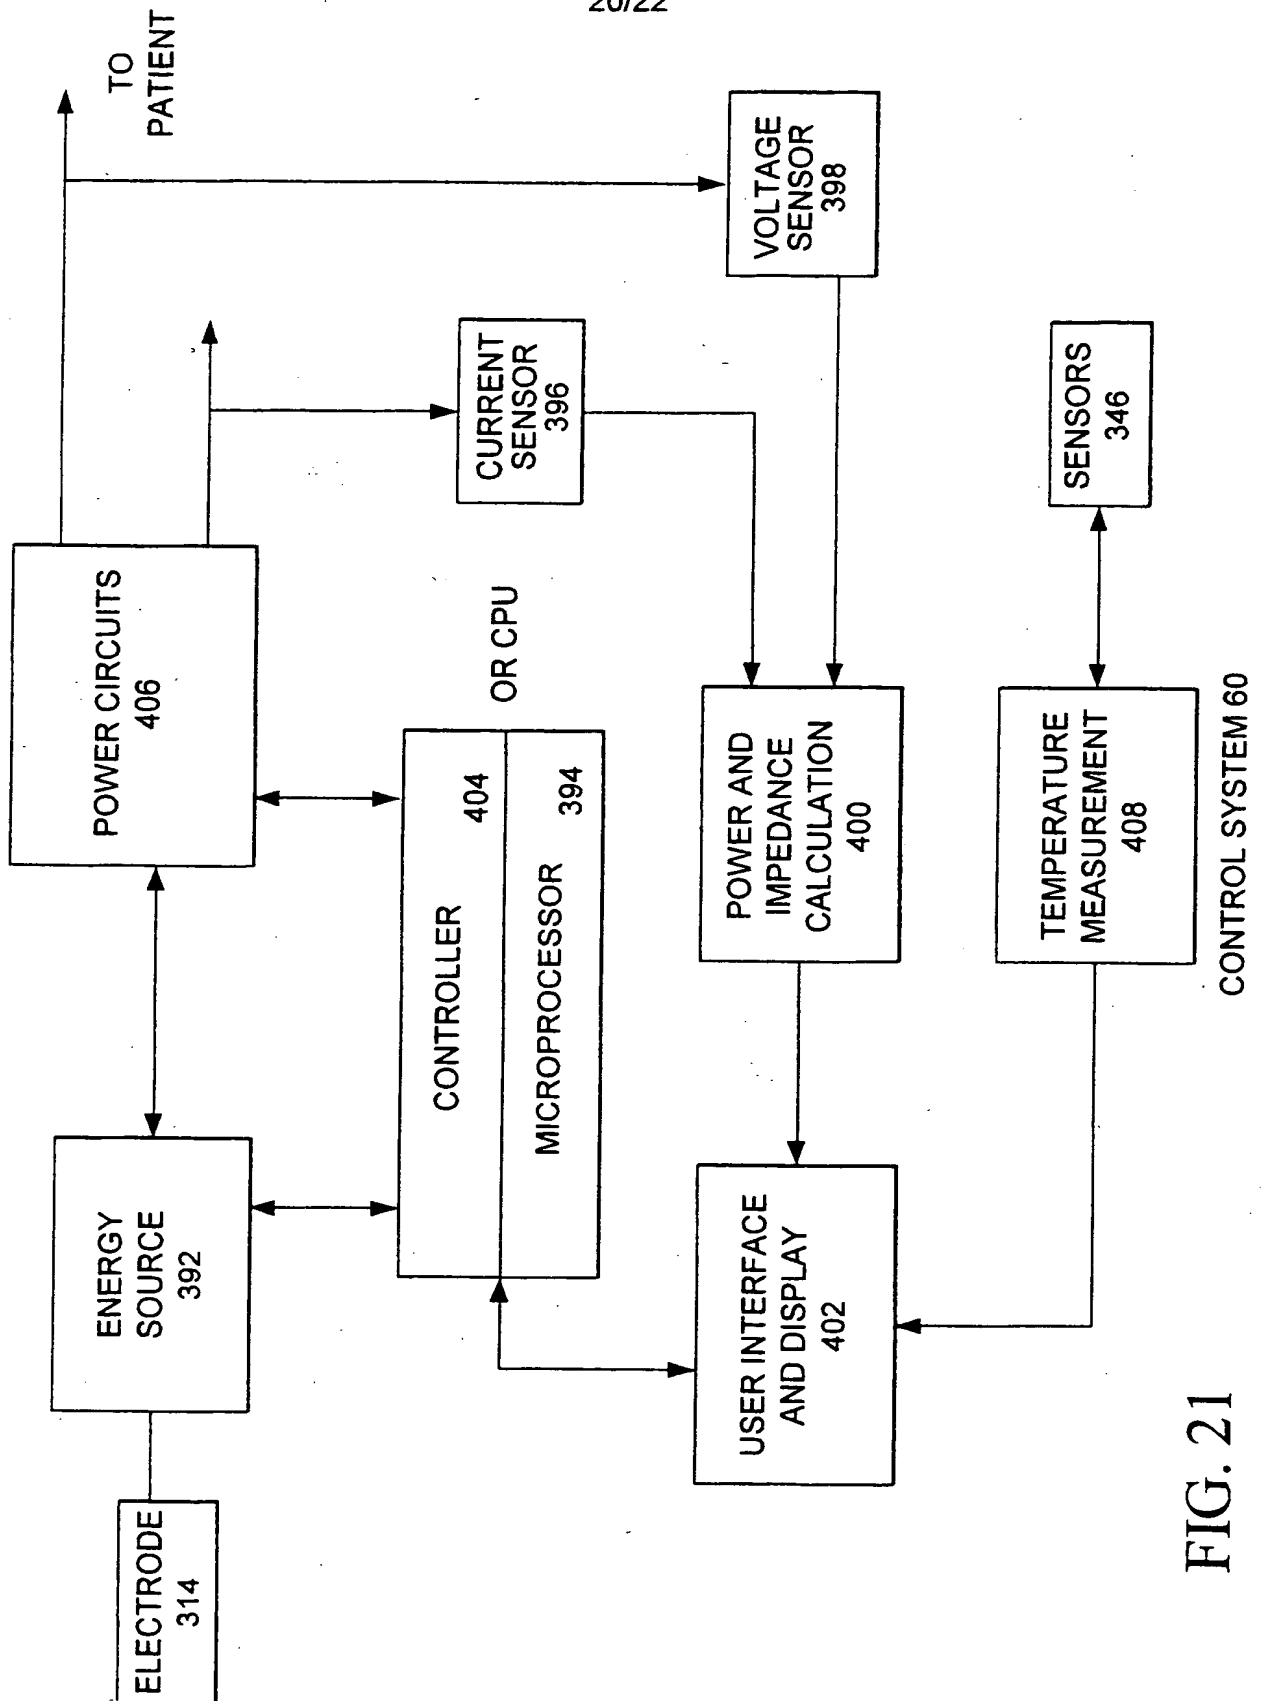 20/22
ELECTRODE
314
ENERGY
SOURCE
392
POWER CIRCUITS
406
TO
PATIENT
CONTROLLER
404
MICROPROCESSOR
394
OR CPU
CURRENT
SENSOR
396
VOLTAGE
SENSOR
398
USER INTERFACE
AND DISPLAY
402
POWER AND
IMPEDANCE
CALCULATION
400
TEMPERATURE
MEASUREMENT
408
SENSORS
346
CONTROL SYSTEM 60
FIG. 21